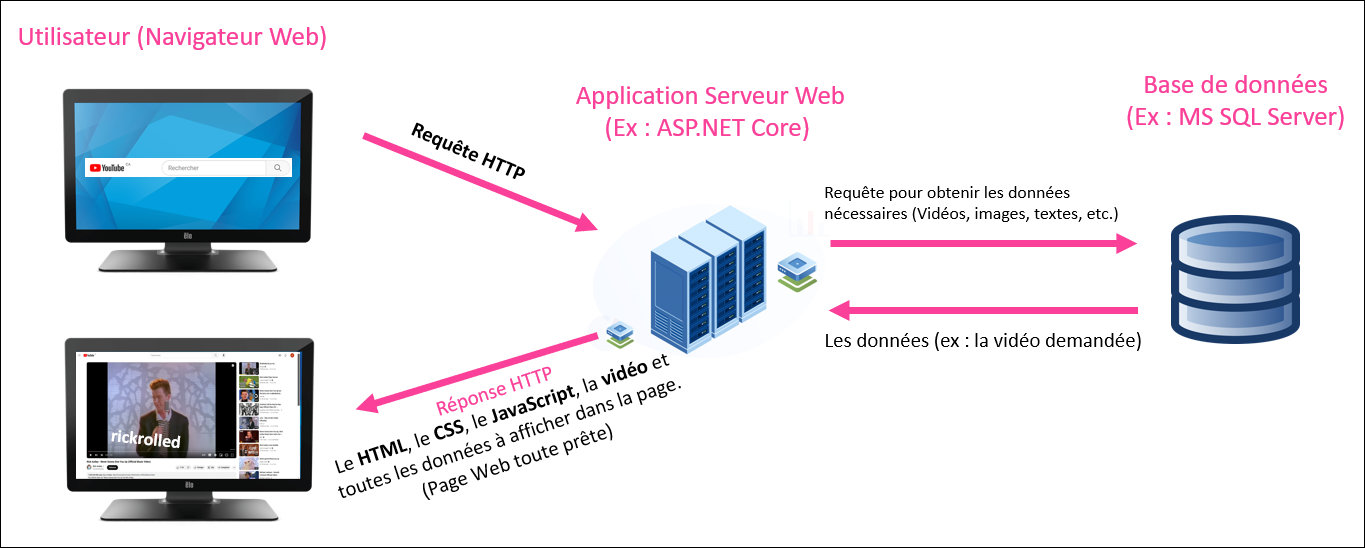 Utilisateur (Navigateur Web)
YouTube CA
Rechercher
elo
Requête HTTP
Application Serveur Web
(Ex : ASP.NET Core)
Base de données
(Ex : MS SQL Server)
Requête pour obtenir les données
nécessaires (Vidéos, images, textes, etc.)
Les données (ex : la vidéo demandée)
Réponse HTTP
Le HTML, le CSS, le JavaScript, la vidéo et
toutes les données à afficher dans la page.
(Page Web toute prête)
rickrolled
elo